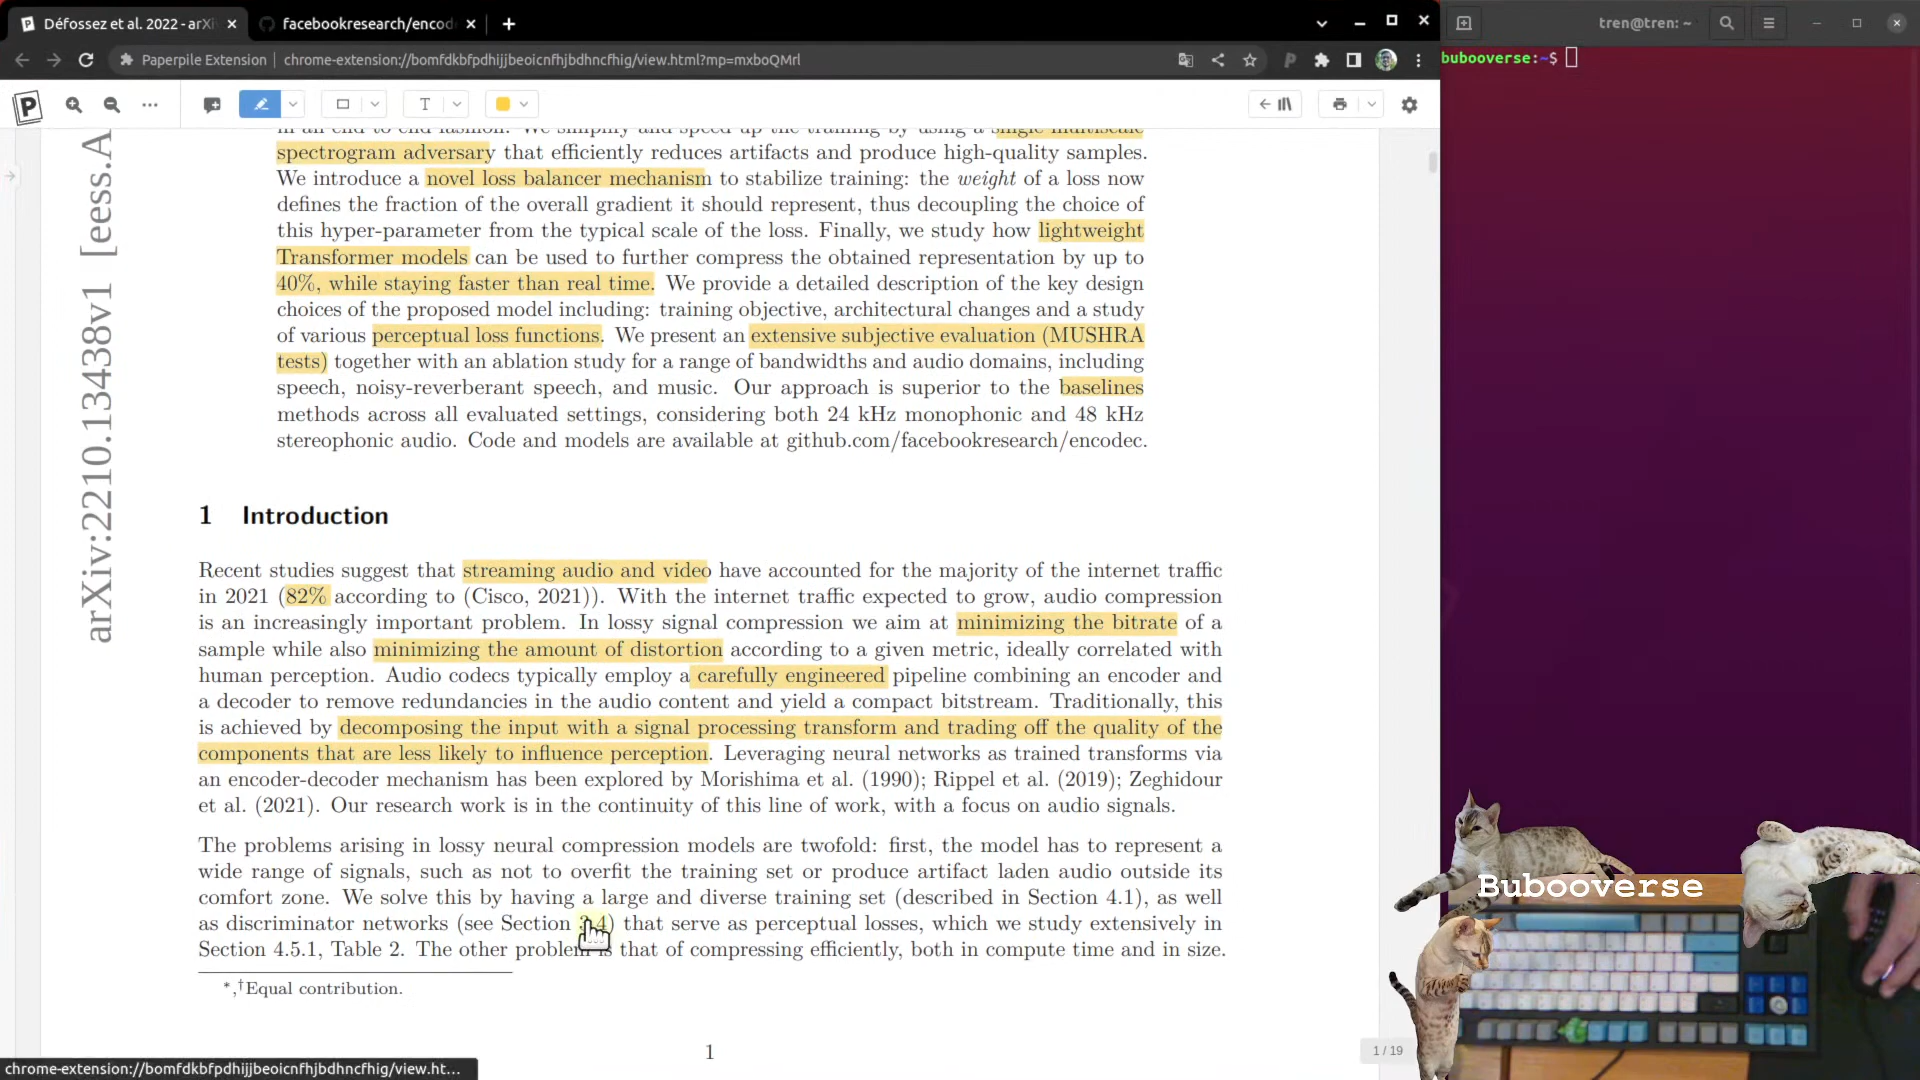 Défossez et al. 2022 - arXi
facebookresearch/encod
tren@tren: ~
Paperpile Extension
chrome-extension://bomfdkbfpdhijjbeoicnfhjbdhncfhig/view.html?mp=mxboQMrl
bubooverse:~$
P
T
spectrogram adversary that efficiently reduces artifacts and produce high-quality samples.
We introduce a novel loss balancer mechanism to stabilize training: the weight of a loss now
defines the fraction of the overall gradient it should represent, thus decoupling the choice of
this hyper-parameter from the typical scale of the loss. Finally, we study how lightweight
Transformer models can be used to further compress the obtained representation by up to
40%, while staying faster than real time. We provide a detailed description of the key design
choices of the proposed model including: training objective, architectural changes and a study
of various perceptual loss functions. We present an extensive subjective evaluation (MUSHRA
tests) together with an ablation study for a range of bandwidths and audio domains, including
speech, noisy-reverberant speech, and music. Our approach is superior to the baselines
methods across all evaluated settings, considering both 24 kHz monophonic and 48 kHz
stereophonic audio. Code and models are available at github.com/facebookresearch/encodec.
arXiv:2210.13438v1 [eess.A
1 Introduction
Recent studies suggest that streaming audio and video have accounted for the majority of the internet traffic
in 2021 (82% according to (Cisco, 2021)). With the internet traffic expected to grow, audio compression
is an increasingly important problem. In lossy signal compression we aim at minimizing the bitrate of a
sample while also minimizing the amount of distortion according to a given metric, ideally correlated with
human perception. Audio codecs typically employ a carefully engineered pipeline combining an encoder and
a decoder to remove redundancies in the audio content and yield a compact bitstream. Traditionally, this
is achieved by decomposing the input with a signal processing transform and trading off the quality of the
components that are less likely to influence perception. Leveraging neural networks as trained transforms via
an encoder-decoder mechanism has been explored by Morishima et al. (1990); Rippel et al. (2019); Zeghidour
et al. (2021). Our research work is in the continuity of this line of work, with a focus on audio signals.
The problems arising in lossy neural compression models are twofold: first, the model has to represent a
wide range of signals, such as not to overfit the training set or produce artifact laden audio outside its
comfort zone. We solve this by having a large and diverse training set (described in Section 4.1), as well
as discriminator networks (see Section 3.4) that serve as perceptual losses, which we study extensively in
Section 4.5.1, Table 2. The other problem is that of compressing efficiently, both in compute time and in size.
*,†Equal contribution.
1
1 / 19
chrome-extension://bomfdkbfpdhijjbeoicnfhjbdhncfhig/view.ht...
Bubooverse